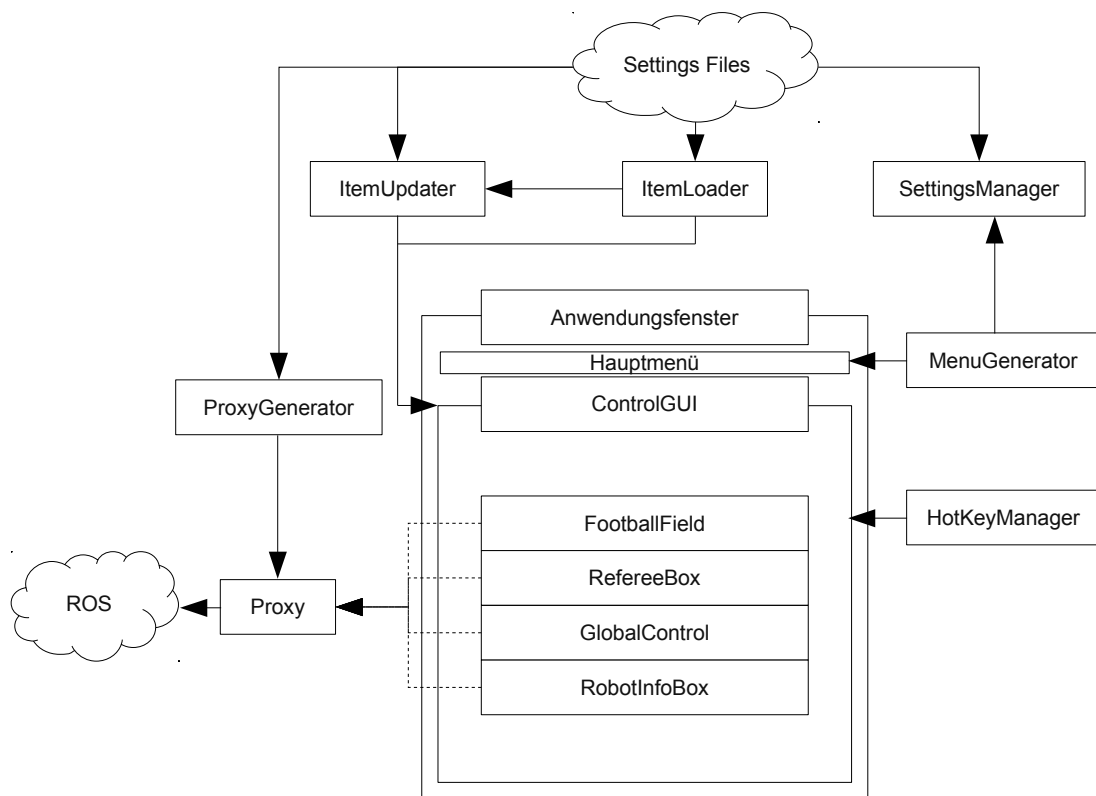 Settings Files
ItemUpdater
ItemLoader
SettingsManager
Anwendungsfenster
Hauptmenü
MenuGenerator
ProxyGenerator
ControlGUI
FootballField
HotKeyManager
RefereeBox
ROS
Proxy
GlobalControl
RobotInfoBox